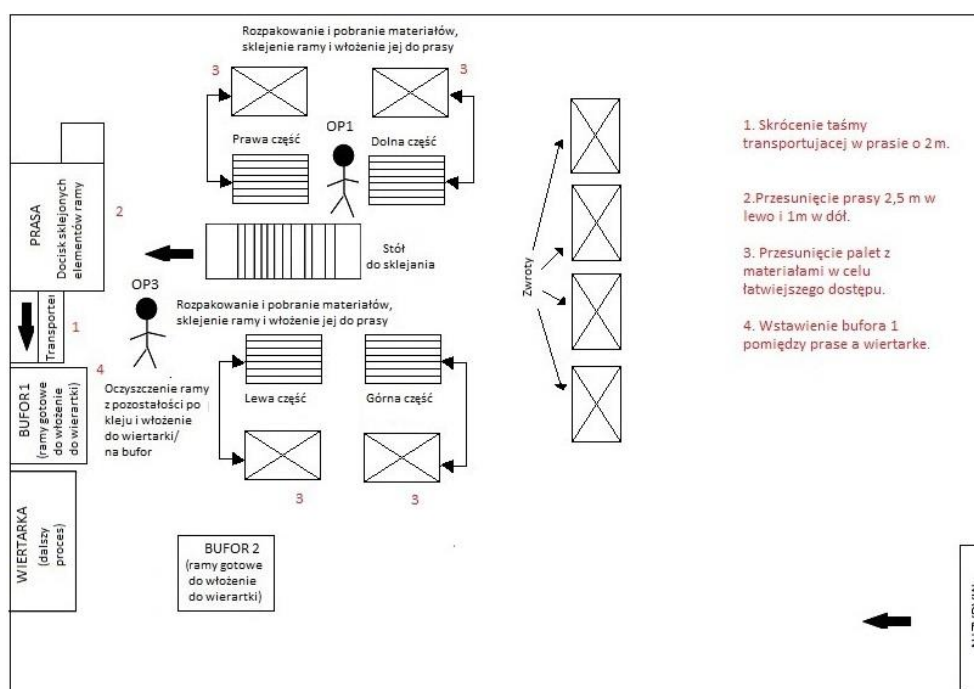 Rozpakowanie i pobranie materiałów,
sklejenie ramy i włożenie jej do prasy
3
3
OP1
Prawa część
Dolna część
PRASA
Docisk sklejonych
elementów ramy
2
Stół
do sklejania
OP3
Rozpakowanie i pobranie materiałów,
sklejenie ramy i włożenie jej do prasy
Transporter
1
4
BUFOR 1
(ramy gotowe
do włożenie
do wierartki)
Oczyszczenie ramy
z pozostałości po
kleju i włożenie
do wiertarki/
na bufor
Lewa część
Górna część
3
3
WIERTARKA
(dalszy
proces)
BUFOR 2
(ramy gotowe
do włożenie
do wierartki)
Zwroty
1. Skrócenie taśmy
transportujacej w prasie o 2m.
2.Przesunięcie prasy 2,5 m w
lewo i 1m w dół.
3. Przesunięcie palet z
materiałami w celu
łatwiejszego dostępu.
4. Wstawienie bufora 1
pomiędzy prase a wiertarke.